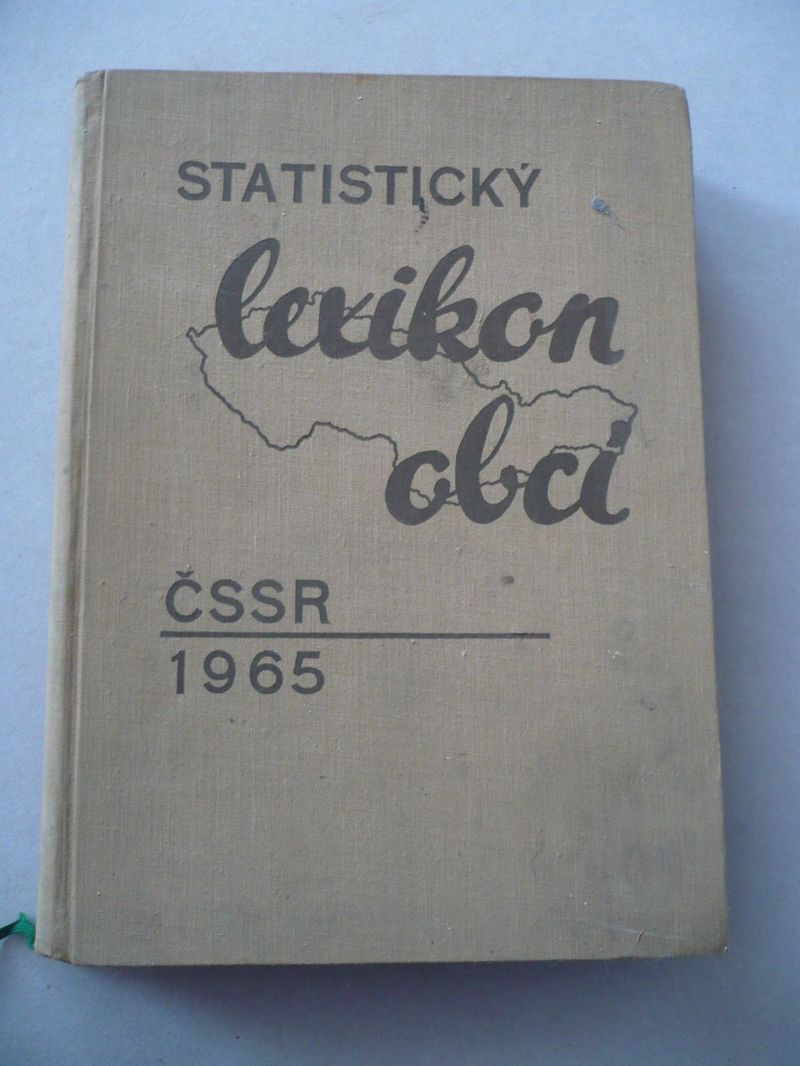 STATISTICKÝ
lexikon
obcí
ČSSR
1965